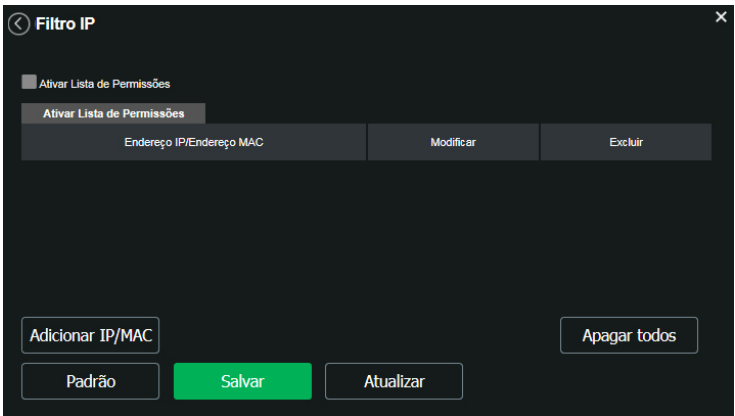 Filtro IP
Ativar Lista de Permissões
Ativar Lista de Permissões
Endereço IP/Endereço MAC Modificar Excluir
Adicionar IP/MAC Apagar todos
Padrão Salvar Atualizar